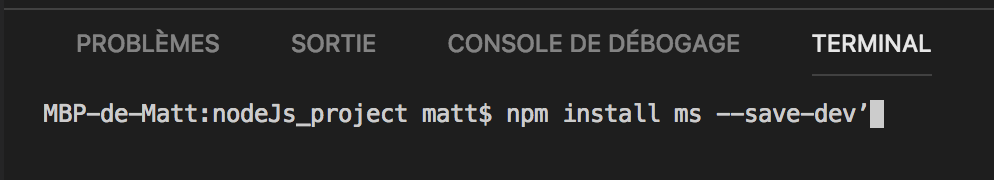 PROBLÈMES SORTIE CONSOLE DE DÉBOGAGE TERMINAL
MBP-de-Matt:nodeJs_project matt$ npm install ms --save-dev’